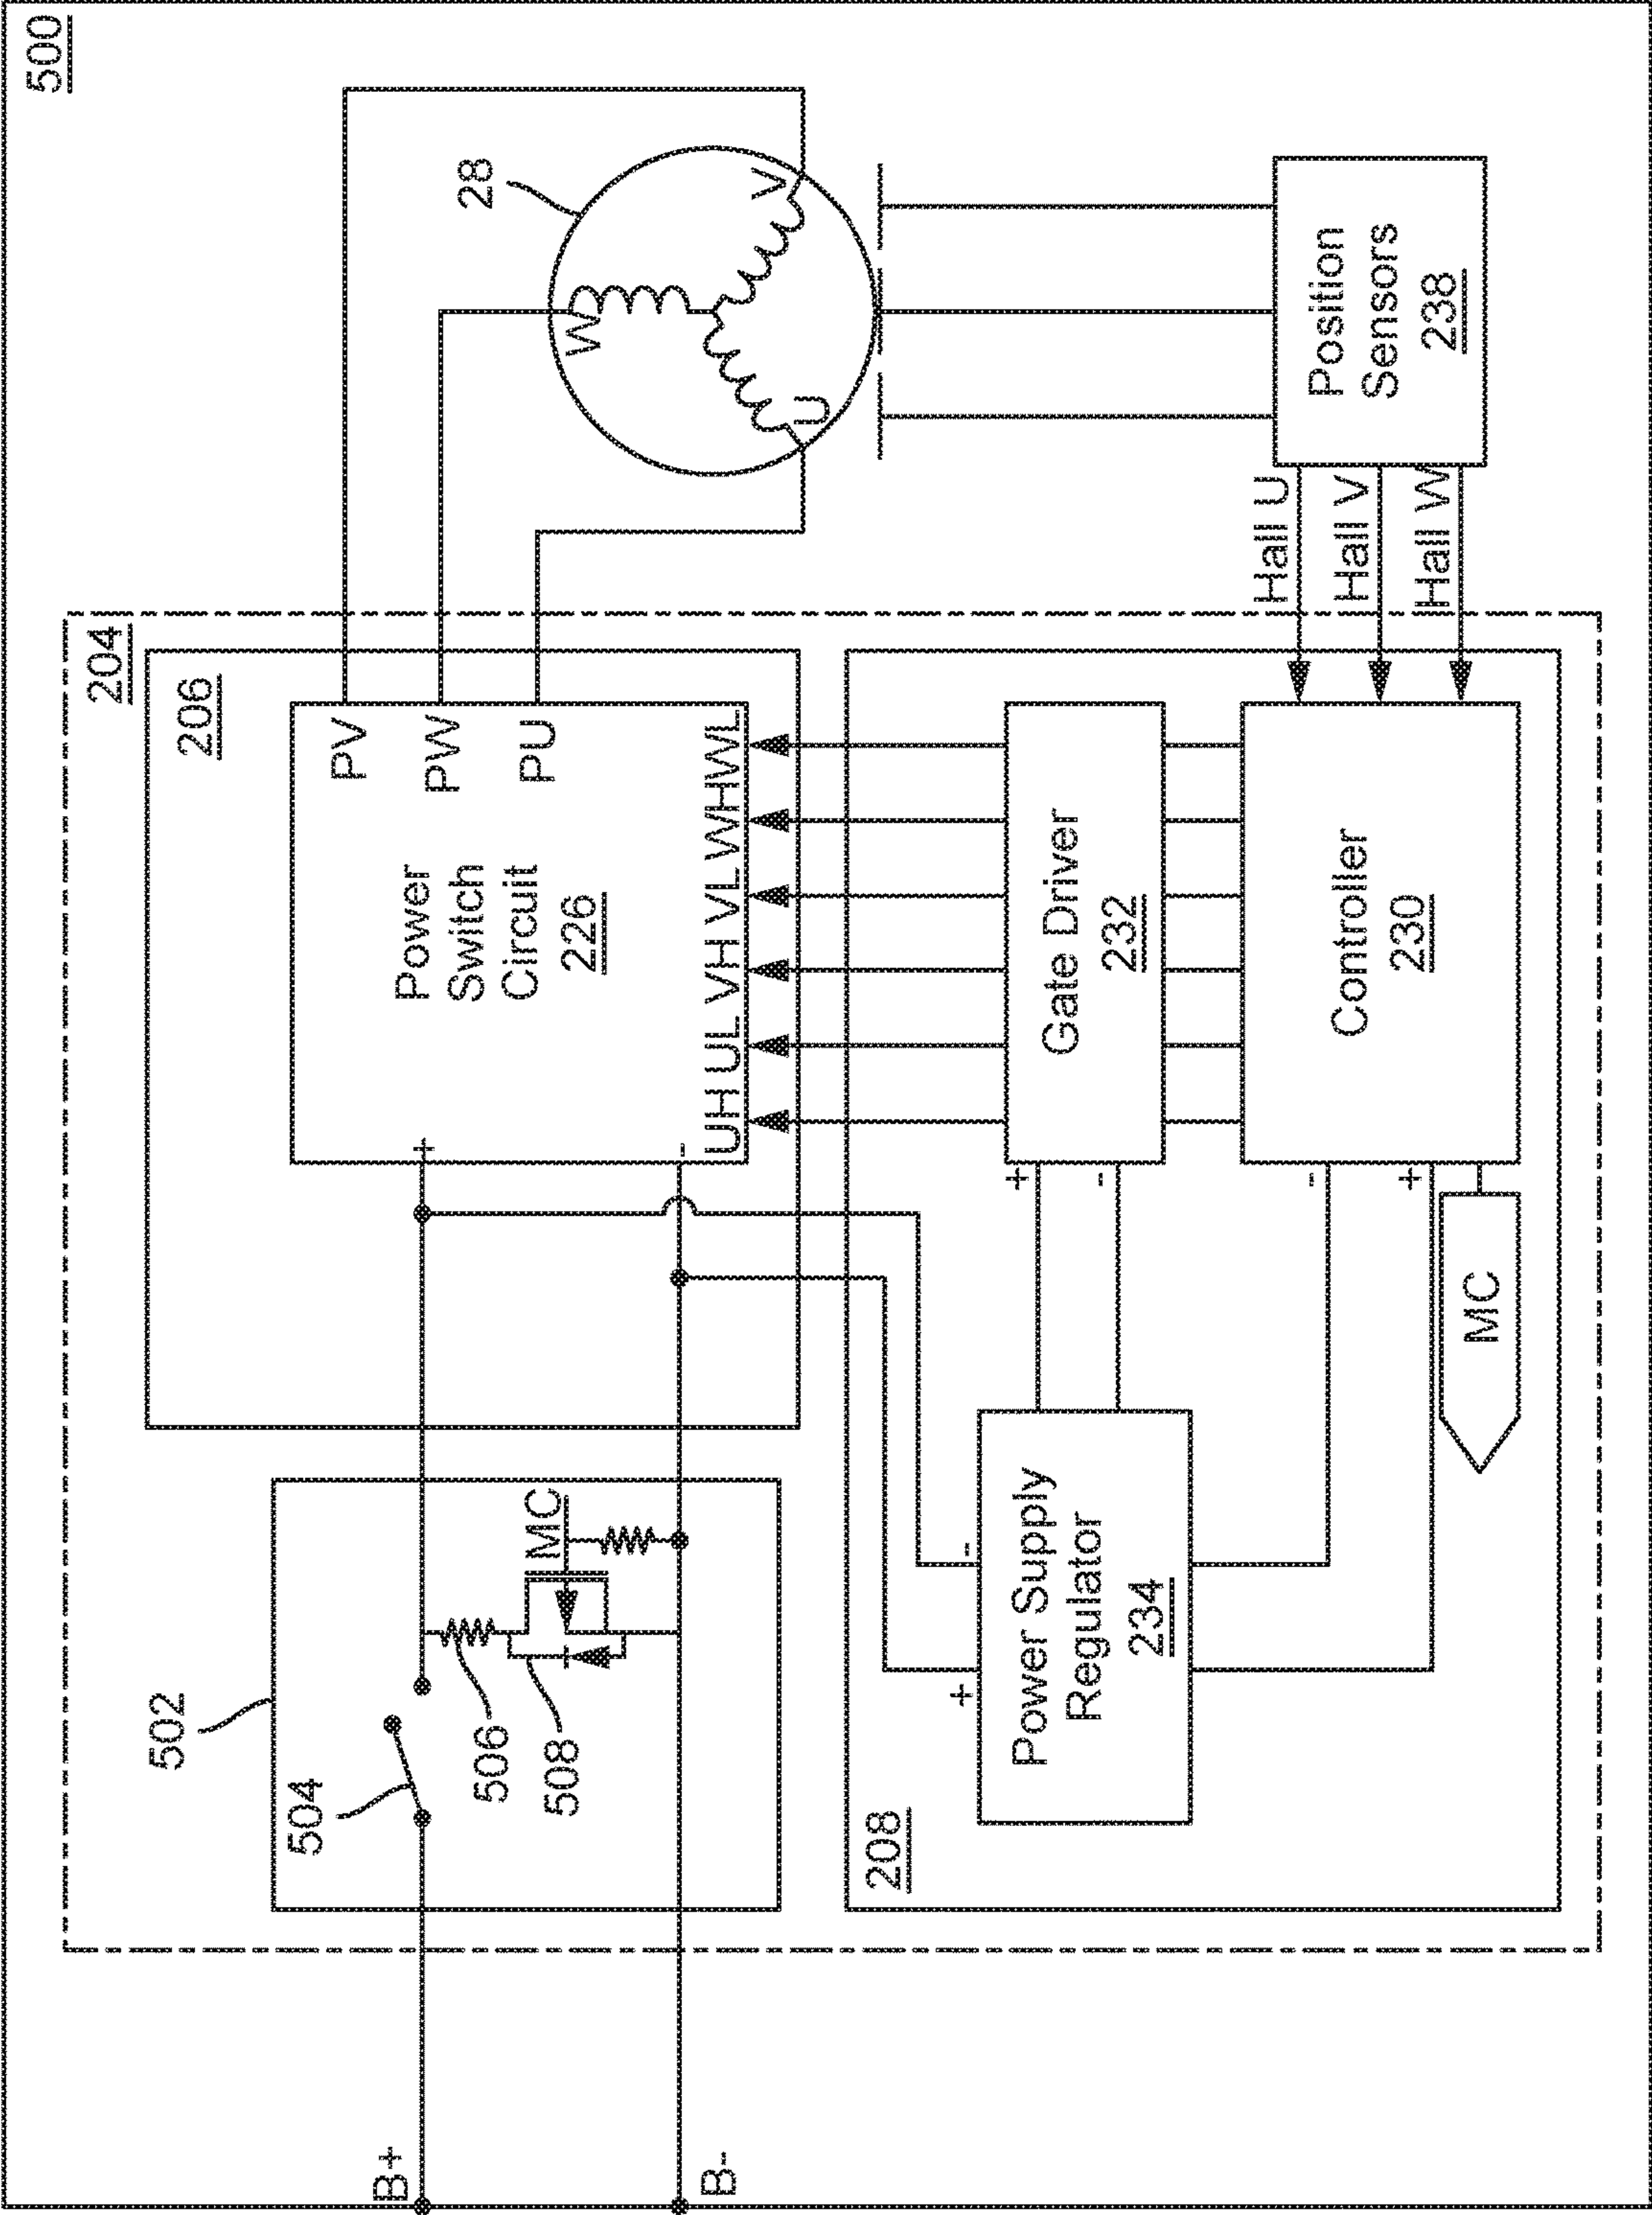 500
204
206
502
504
506
508
MC
B+
B-
+
-
Power
Switch
Circuit
226
PV
PW
PU
UH UL VH VL WH WL
28
W
V
U
208
+
-
Power Supply
Regulator
234
+
-
Gate Driver
232
-
+
Controller
230
MC
Hall U
Hall V
Hall W
Position
Sensors
238